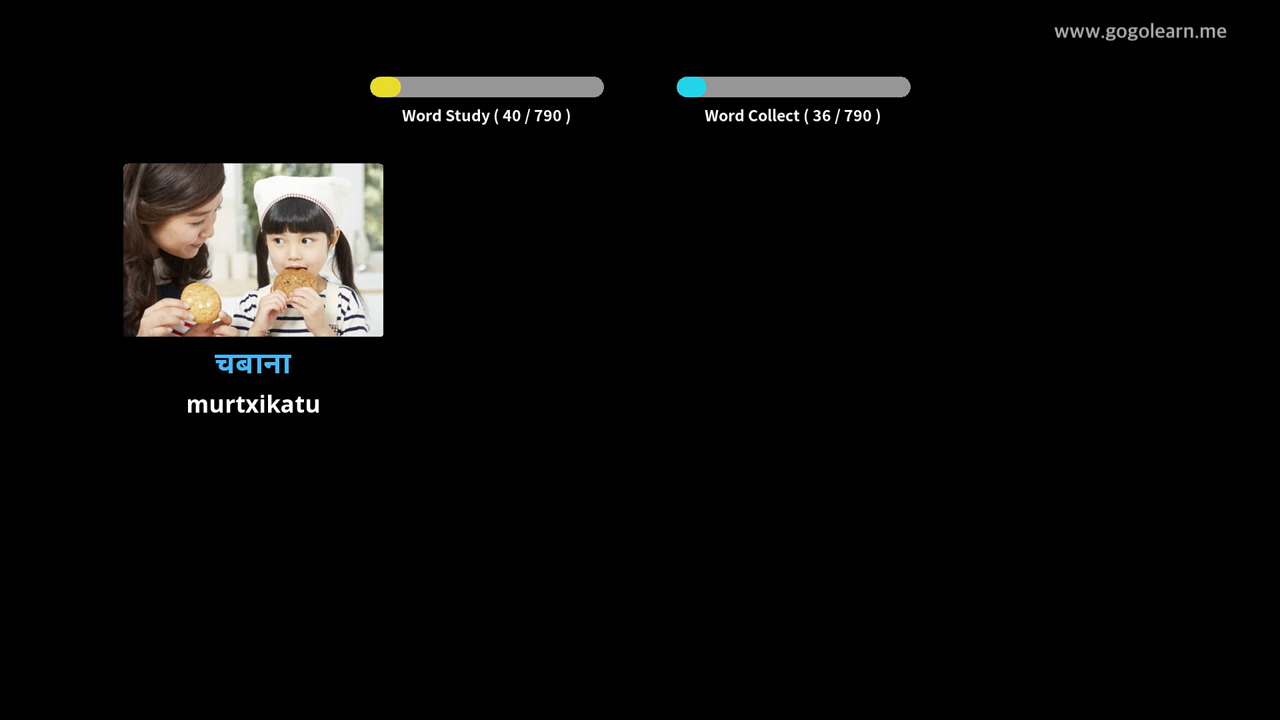 www.gogolearn.me
Word Study ( 40 / 790 )
Word Collect ( 36 / 790 )
चबाना
murtxikatu